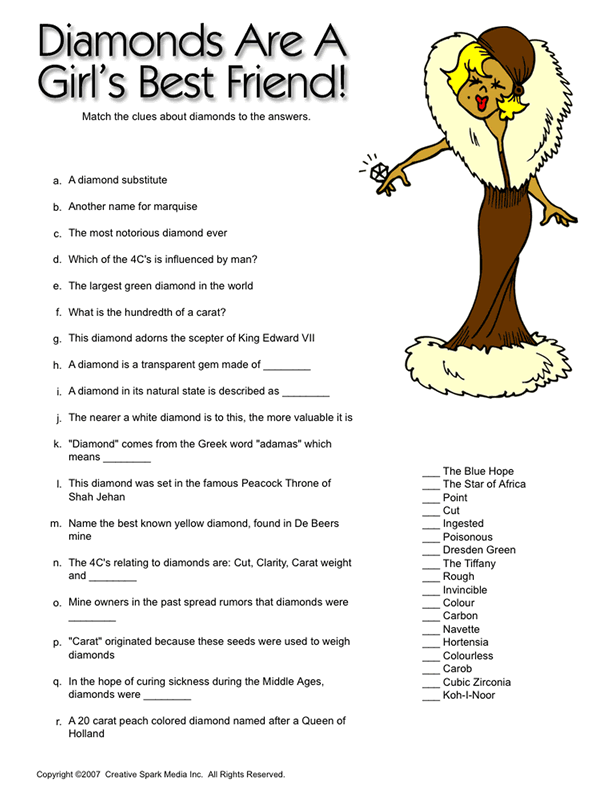 Diamonds Are A
Girl's Best Friend!
Match the clues about diamonds to the answers.
a. A diamond substitute
b. Another name for marquise
c. The most notorious diamond ever
d. Which of the 4C's is influenced by man?
e. The largest green diamond in the world
f. What is the hundredth of a carat?
g. This diamond adorns the scepter of King Edward VII
h. A diamond is a transparent gem made of ________
i. A diamond in its natural state is described as ________
j. The nearer a white diamond is to this, the more valuable it is
k. "Diamond" comes from the Greek word "adamas" which
means ________
l. This diamond was set in the famous Peacock Throne of
Shah Jehan
m. Name the best known yellow diamond, found in De Beers
mine
n. The 4C's relating to diamonds are: Cut, Clarity, Carat weight
and ________
o. Mine owners in the past spread rumors that diamonds were
________
p. "Carat" originated because these seeds were used to weigh
diamonds
q. In the hope of curing sickness during the Middle Ages,
diamonds were ________
r. A 20 carat peach colored diamond named after a Queen of
Holland
___ The Blue Hope
___ The Star of Africa
___ Point
___ Cut
___ Ingested
___ Poisonous
___ Dresden Green
___ The Tiffany
___ Rough
___ Invincible
___ Colour
___ Carbon
___ Navette
___ Hortensia
___ Colourless
___ Carob
___ Cubic Zirconia
___ Koh-I-Noor
Copyright ©2007 Creative Spark Media Inc. All Rights Reserved.